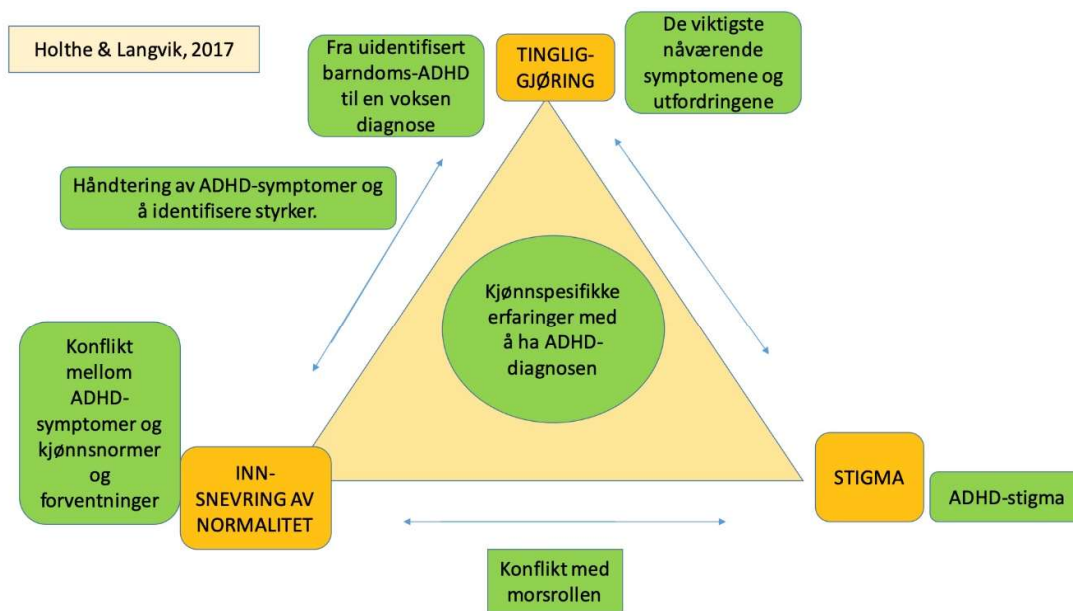 Holthe & Langvik, 2017
Fra uidentifisert
barndoms-ADHD
til en voksen
diagnose
TINGLIG-
GJØRING
De viktigste
nåværende
symptomene og
utfordringene
Håndtering av ADHD-symptomer og
å identifisere styrker.
Kjønnspesifikke
erfaringer med
å ha ADHD-
diagnosen
Konflikt
mellom
ADHD-
symptomer og
kjønnsnormer
og
forventninger
INN-
SNEVRING AV
NORMALITET
STIGMA
ADHD-stigma
Konflikt med
morsrollen